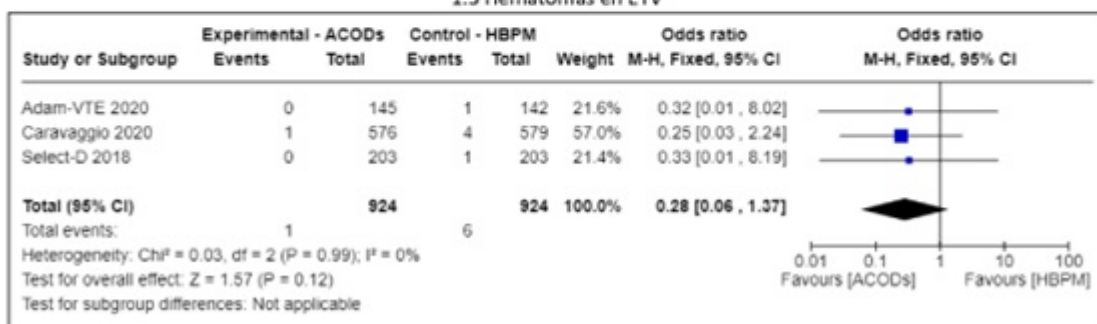 1.5 Hematomas en ETV
Experimental - ACODs Control - HBPM Odds ratio Odds ratio
Study or Subgroup Events Total Events Total Weight M-H, Fixed, 95% CI M-H, Fixed, 95% CI
Adam-VTE 2020 0 145 1 142 21.6% 0.32 [0.01 , 8.02]
Caravaggio 2020 1 576 4 579 57.0% 0.25 [0.03 , 2.24]
Select-D 2018 0 203 1 203 21.4% 0.33 [0.01 , 8.19]
Total (95% CI) 924 924 100.0% 0.28 [0.06 , 1.37]
Total events: 1 6
Heterogeneity: Chi² = 0.03, df = 2 (P = 0.99); I² = 0%
Test for overall effect: Z = 1.57 (P = 0.12)
Test for subgroup differences: Not applicable
0.01 0.1 1 10 100
Favours [ACODs] Favours [HBPM]